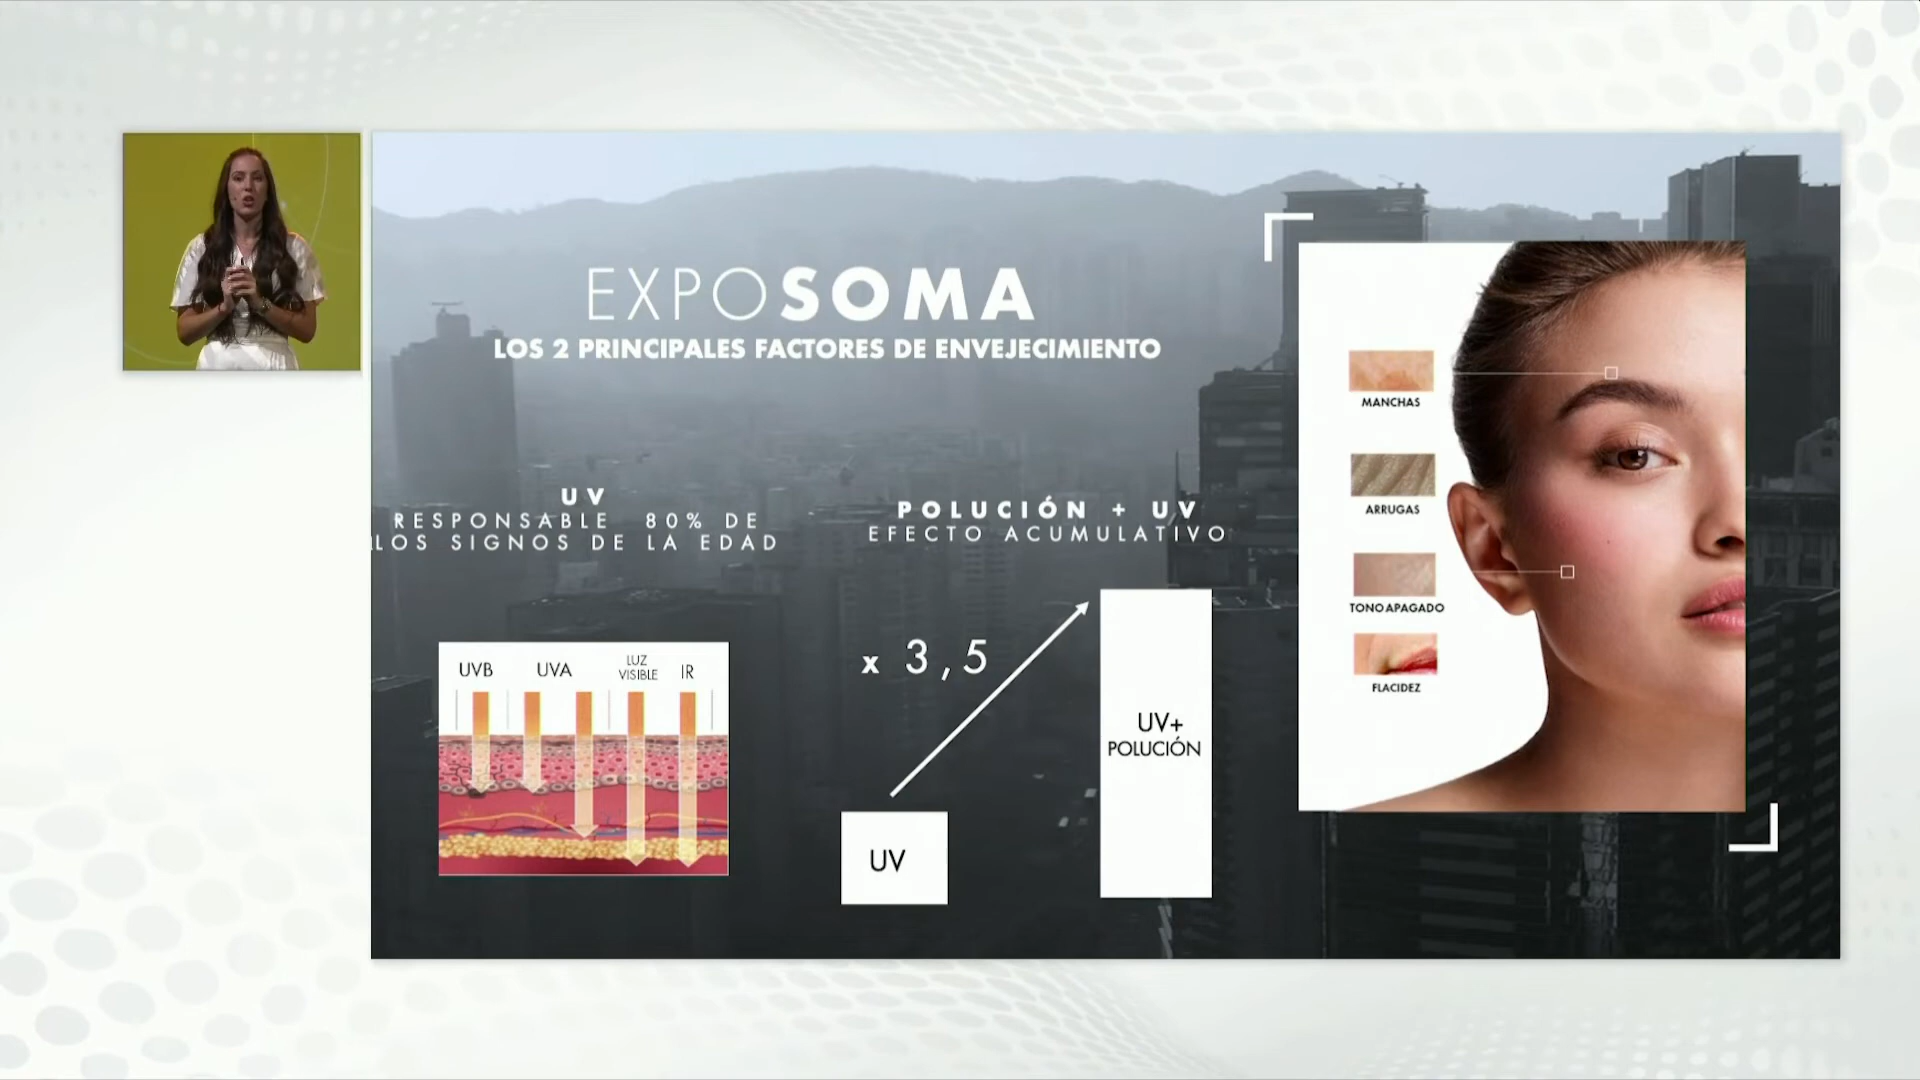 EXPOSOMA
LOS 2 PRINCIPALES FACTORES DE ENVEJECIMIENTO
UV
RESPONSABLE 80% DE
LOS SIGNOS DE LA EDAD
POLUCIÓN + UV
EFECTO ACUMULATIVO
UVB
UVA
LUZ
VISIBLE
IR
x 3,5
UV
UV+
POLUCIÓN
MANCHAS
ARRUGAS
TONO APAGADO
FLACIDEZ